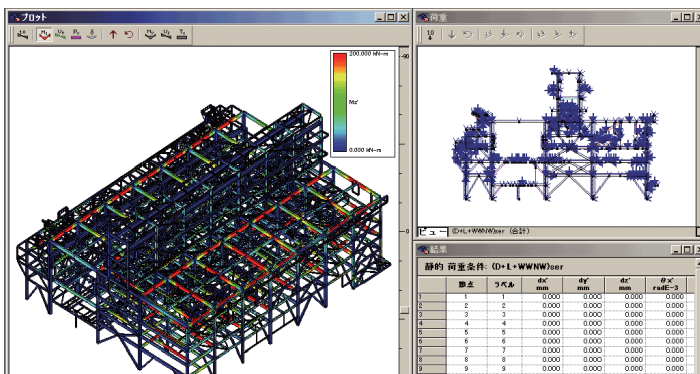 プロット
200.000 kN-m
Mz'
0.000 kN-m
-90
-0
荷重
ビュー (D+L+WWNW)ser (合計)
結果
静的 荷重条件: (D+L+WWNW)ser
節点 ラベル dx' mm dy' mm dz' mm θx' radE-3
1 1 1 0.000 0.000 0.000 0.000
2 2 2 0.000 0.000 0.000 0.000
3 3 3 0.000 0.000 0.000 0.000
4 4 4 0.000 0.000 0.000 0.000
5 5 5 0.000 0.000 0.000 0.000
6 6 6 0.000 0.000 0.000 0.000
7 7 7 0.000 0.000 0.000 0.000
8 8 8 0.000 0.000 0.000 0.000
9 9 9 0.000 0.000 0.000 0.000